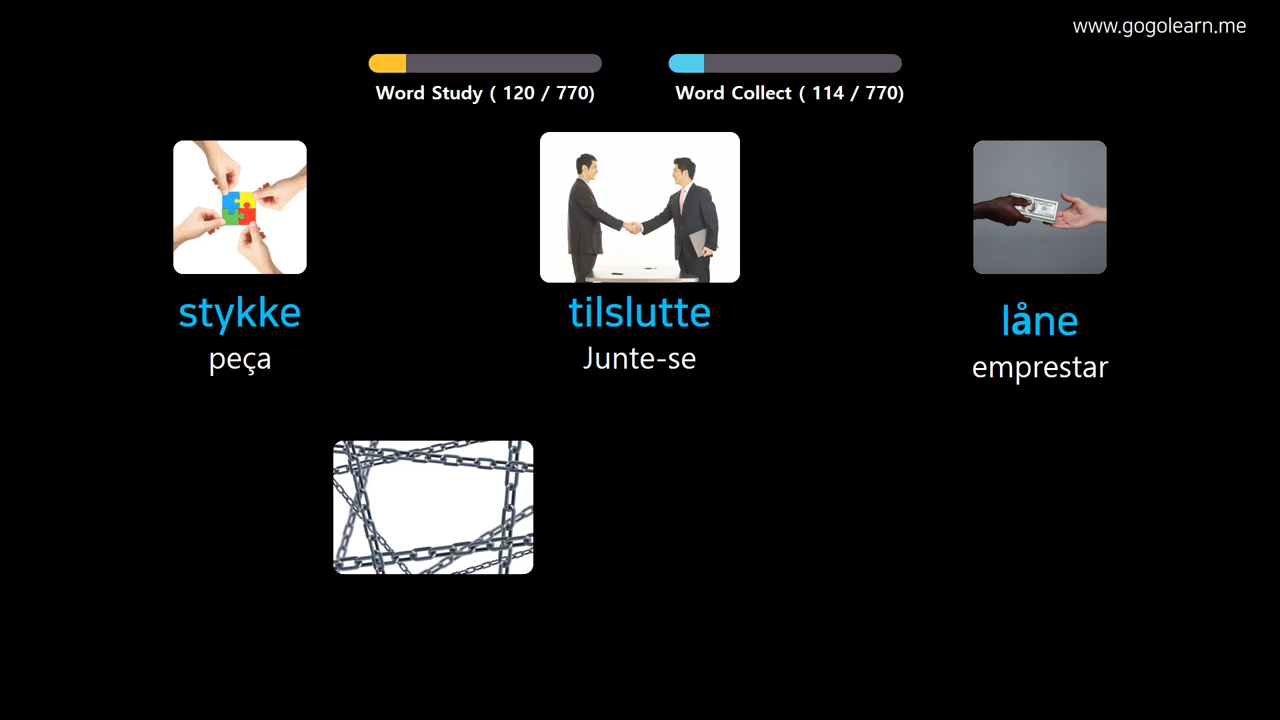 www.gogolearn.me
Word Study ( 120 / 770)
Word Collect ( 114 / 770)
stykke
peça
tilslutte
Junte-se
låne
emprestar